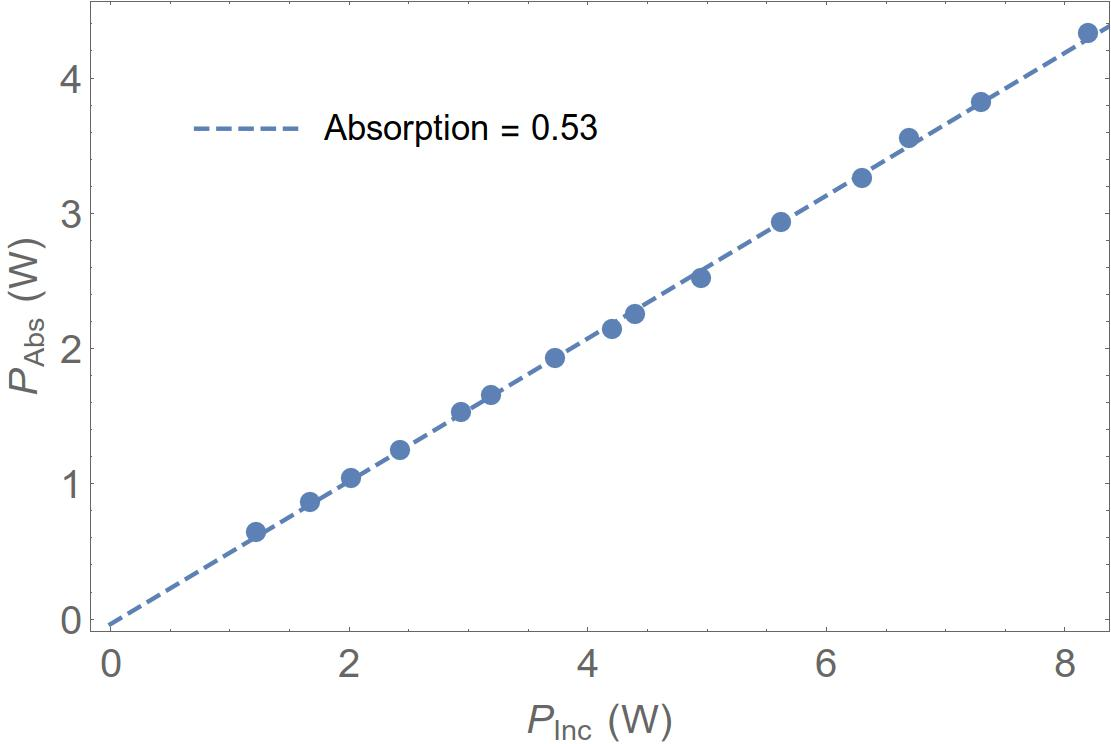 4
3
2
1
0
P_Abs (W)
Absorption = 0.53
0 2 4 6 8
P_Inc (W)